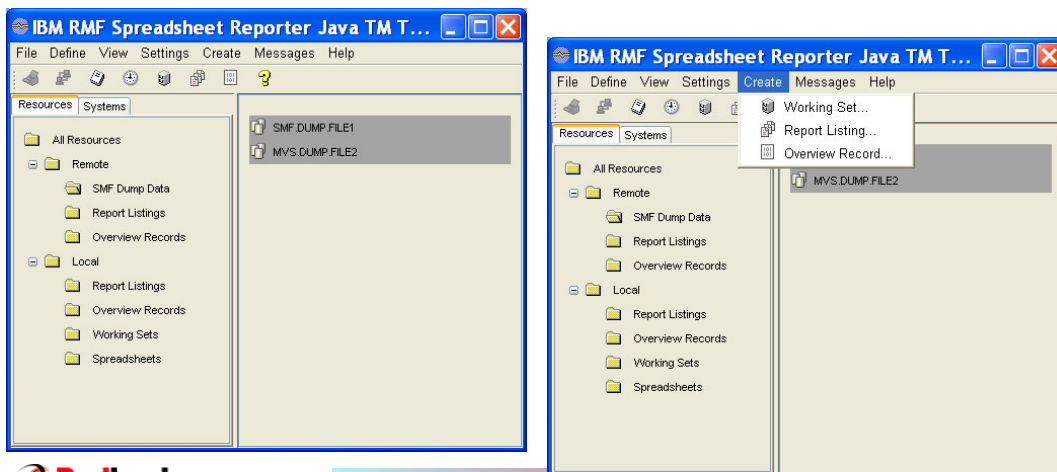 IBM RMF Spreadsheet Reporter Java TM T...
File Define View Settings Create Messages Help
Resources Systems
All Resources
Remote
SMF Dump Data
Report Listings
Overview Records
Local
Report Listings
Overview Records
Working Sets
Spreadsheets
SMF.DUMP.FILE1
MVS.DUMP.FILE2
IBM RMF Spreadsheet Reporter Java TM T...
File Define View Settings Create Messages Help
Working Set...
Report Listing...
Overview Record...
Resources Systems
All Resources
Remote
SMF Dump Data
Report Listings
Overview Records
Local
Report Listings
Overview Records
Working Sets
Spreadsheets
MVS.DUMP.FILE2